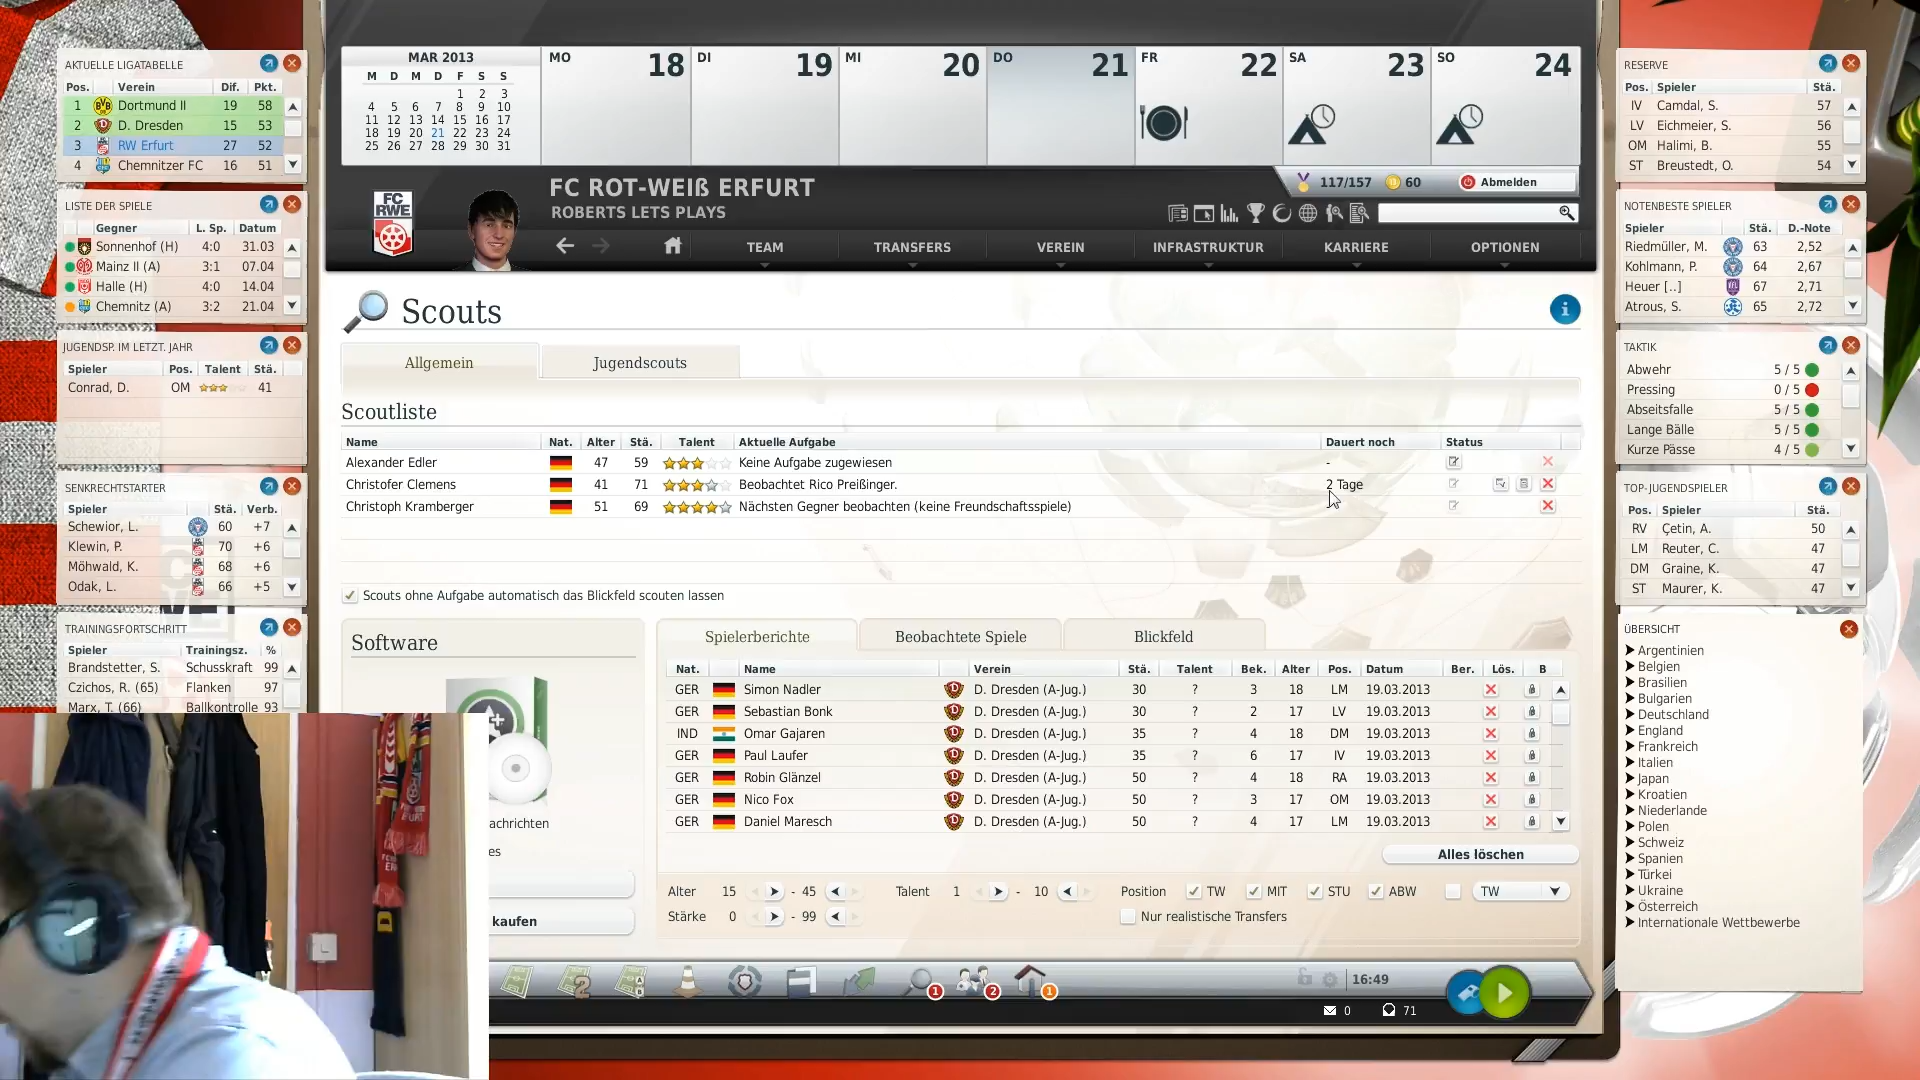 AKTUELLE LIGATABELLE
Pos. Verein Dif. Pkt.
1 Dortmund II 19 58
2 D. Dresden 15 53
3 RW Erfurt 27 52
4 Chemnitzer FC 16 51
LISTE DER SPIELE
Gegner L. Sp. Datum
Sonnenhof (H) 4:0 31.03
Mainz II (A) 3:1 07.04
Halle (H) 4:0 14.04
Chemnitz (A) 3:2 21.04
JUGENDSP. IM LETZT. JAHR
Spieler Pos. Talent Stä.
Conrad, D. OM 41
SENKRECHTSTARTER
Spieler Stä. Verb.
Schewior, L. 60 +7
Klewin, P. 70 +6
Möhwald, K. 68 +6
Odak, L. 66 +5
TRAININGSFORTSCHRITT
Spieler Trainingsz. %
Brandstetter, S. Schusskraft 99
Czichos, R. (65) Flanken 97
Marx, T. (66) Ballkontrolle 93
MAR 2013
M D M D F S S
1 2 3
4 5 6 7 8 9 10
11 12 13 14 15 16 17
18 19 20 21 22 23 24
25 26 27 28 29 30 31
MO 18 DI 19 MI 20 DO 21 FR 22 SA 23 SO 24
FC RWE
FC ROT-WEIß ERFURT
ROBERTS LETS PLAYS
117/157 60 Abmelden
TEAM TRANSFERS VEREIN INFRASTRUKTUR KARRIERE OPTIONEN
Scouts
i
Allgemein Jugendscouts
Scoutliste
Name Nat. Alter Stä. Talent Aktuelle Aufgabe Dauert noch Status
Alexander Edler 47 59 Keine Aufgabe zugewiesen -
Christofer Clemens 41 71 Beobachtet Rico Preißinger. 2 Tage
Christoph Kramberger 51 69 Nächsten Gegner beobachten (keine Freundschaftsspiele)
Scouts ohne Aufgabe automatisch das Blickfeld scouten lassen
Software
achrichten
es
kaufen
Spielerberichte Beobachtete Spiele Blickfeld
Nat. Name Verein Stä. Talent Bek. Alter Pos. Datum Ber. Lös. B
GER Simon Nadler D. Dresden (A-Jug.) 30 ? 3 18 LM 19.03.2013
GER Sebastian Bonk D. Dresden (A-Jug.) 30 ? 2 17 LV 19.03.2013
IND Omar Gajaren D. Dresden (A-Jug.) 35 ? 4 18 DM 19.03.2013
GER Paul Laufer D. Dresden (A-Jug.) 35 ? 6 17 IV 19.03.2013
GER Robin Glänzel D. Dresden (A-Jug.) 50 ? 4 18 RA 19.03.2013
GER Nico Fox D. Dresden (A-Jug.) 50 ? 3 17 OM 19.03.2013
GER Daniel Maresch D. Dresden (A-Jug.) 50 ? 4 17 LM 19.03.2013
Alles löschen
Alter 15 - 45 Talent 1 - 10 Position TW MIT STU ABW TW
Stärke 0 - 99 Nur realistische Transfers
2 1 2 1 16:49
0 71
RESERVE
Pos. Spieler Stä.
IV Camdal, S. 57
LV Eichmeier, S. 56
OM Halimi, B. 55
ST Breustedt, O. 54
NOTENBESTE SPIELER
Spieler Stä. D.-Note
Riedmüller, M. 63 2,52
Kohlmann, P. 64 2,67
Heuer [..] 67 2,71
Atrous, S. 65 2,72
TAKTIK
Abwehr 5 / 5
Pressing 0 / 5
Abseitsfalle 5 / 5
Lange Bälle 5 / 5
Kurze Pässe 4 / 5
TOP-JUGENDSPIELER
Pos. Spieler Stä.
RV Çetin, A. 50
LM Reuter, C. 47
DM Graine, K. 47
ST Maurer, K. 47
ÜBERSICHT
Argentinien
Belgien
Brasilien
Bulgarien
Deutschland
England
Frankreich
Italien
Japan
Kroatien
Niederlande
Polen
Schweiz
Spanien
Türkei
Ukraine
Österreich
Internationale Wettbewerbe